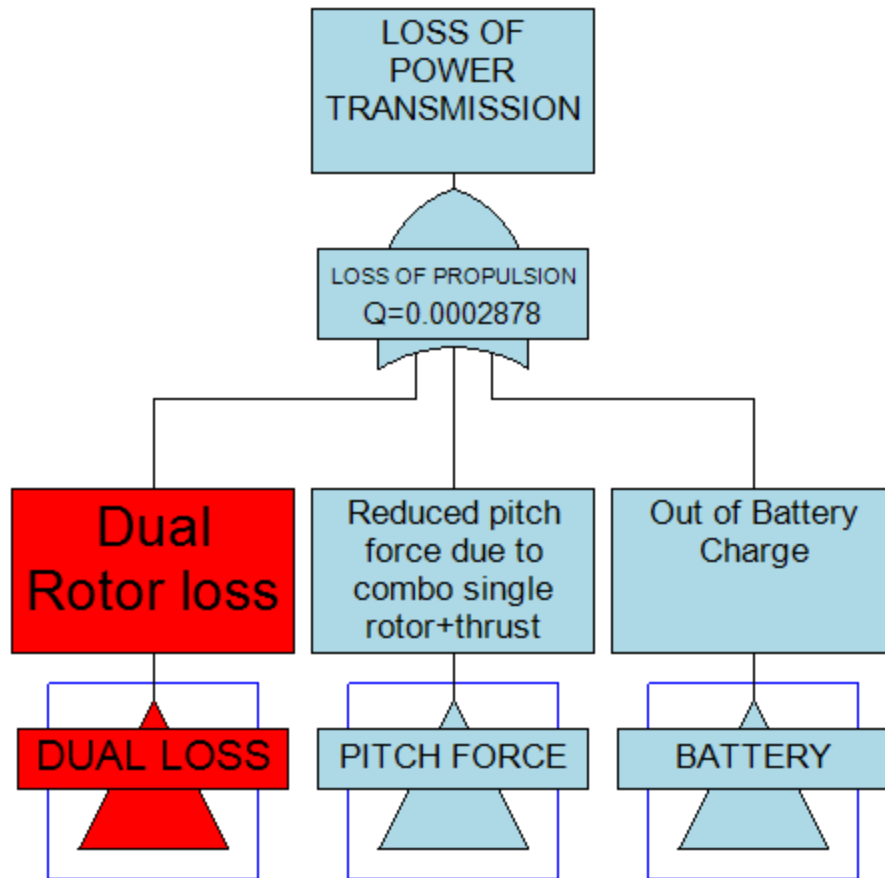 LOSS OF
POWER
TRANSMISSION
LOSS OF PROPULSION
Q=0.0002878
Dual
Rotor loss
Reduced pitch
force due to
combo single
rotor+thrust
Out of Battery
Charge
DUAL LOSS
PITCH FORCE
BATTERY